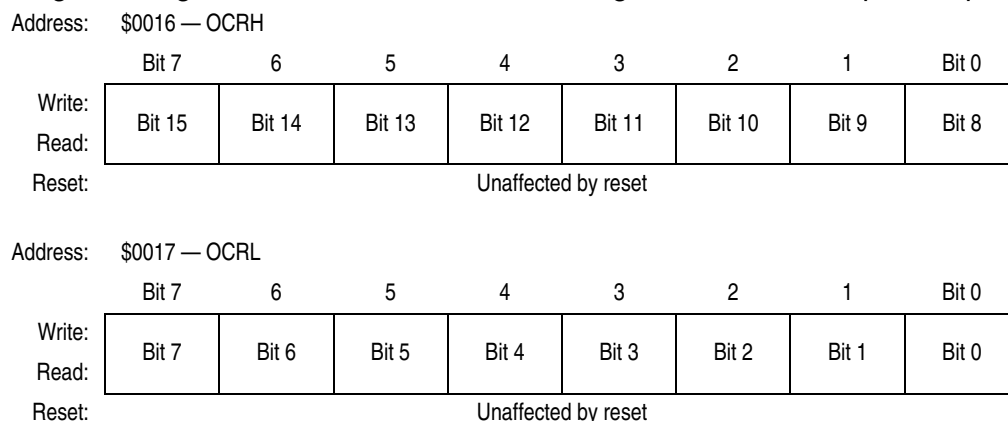 Address: $0016 — OCRH
Bit 7 6 5 4 3 2 1 Bit 0
Write:
Bit 15 Bit 14 Bit 13 Bit 12 Bit 11 Bit 10 Bit 9 Bit 8
Read:
Reset: Unaffected by reset
Address: $0017 — OCRL
Bit 7 6 5 4 3 2 1 Bit 0
Write:
Bit 7 Bit 6 Bit 5 Bit 4 Bit 3 Bit 2 Bit 1 Bit 0
Read:
Reset: Unaffected by reset